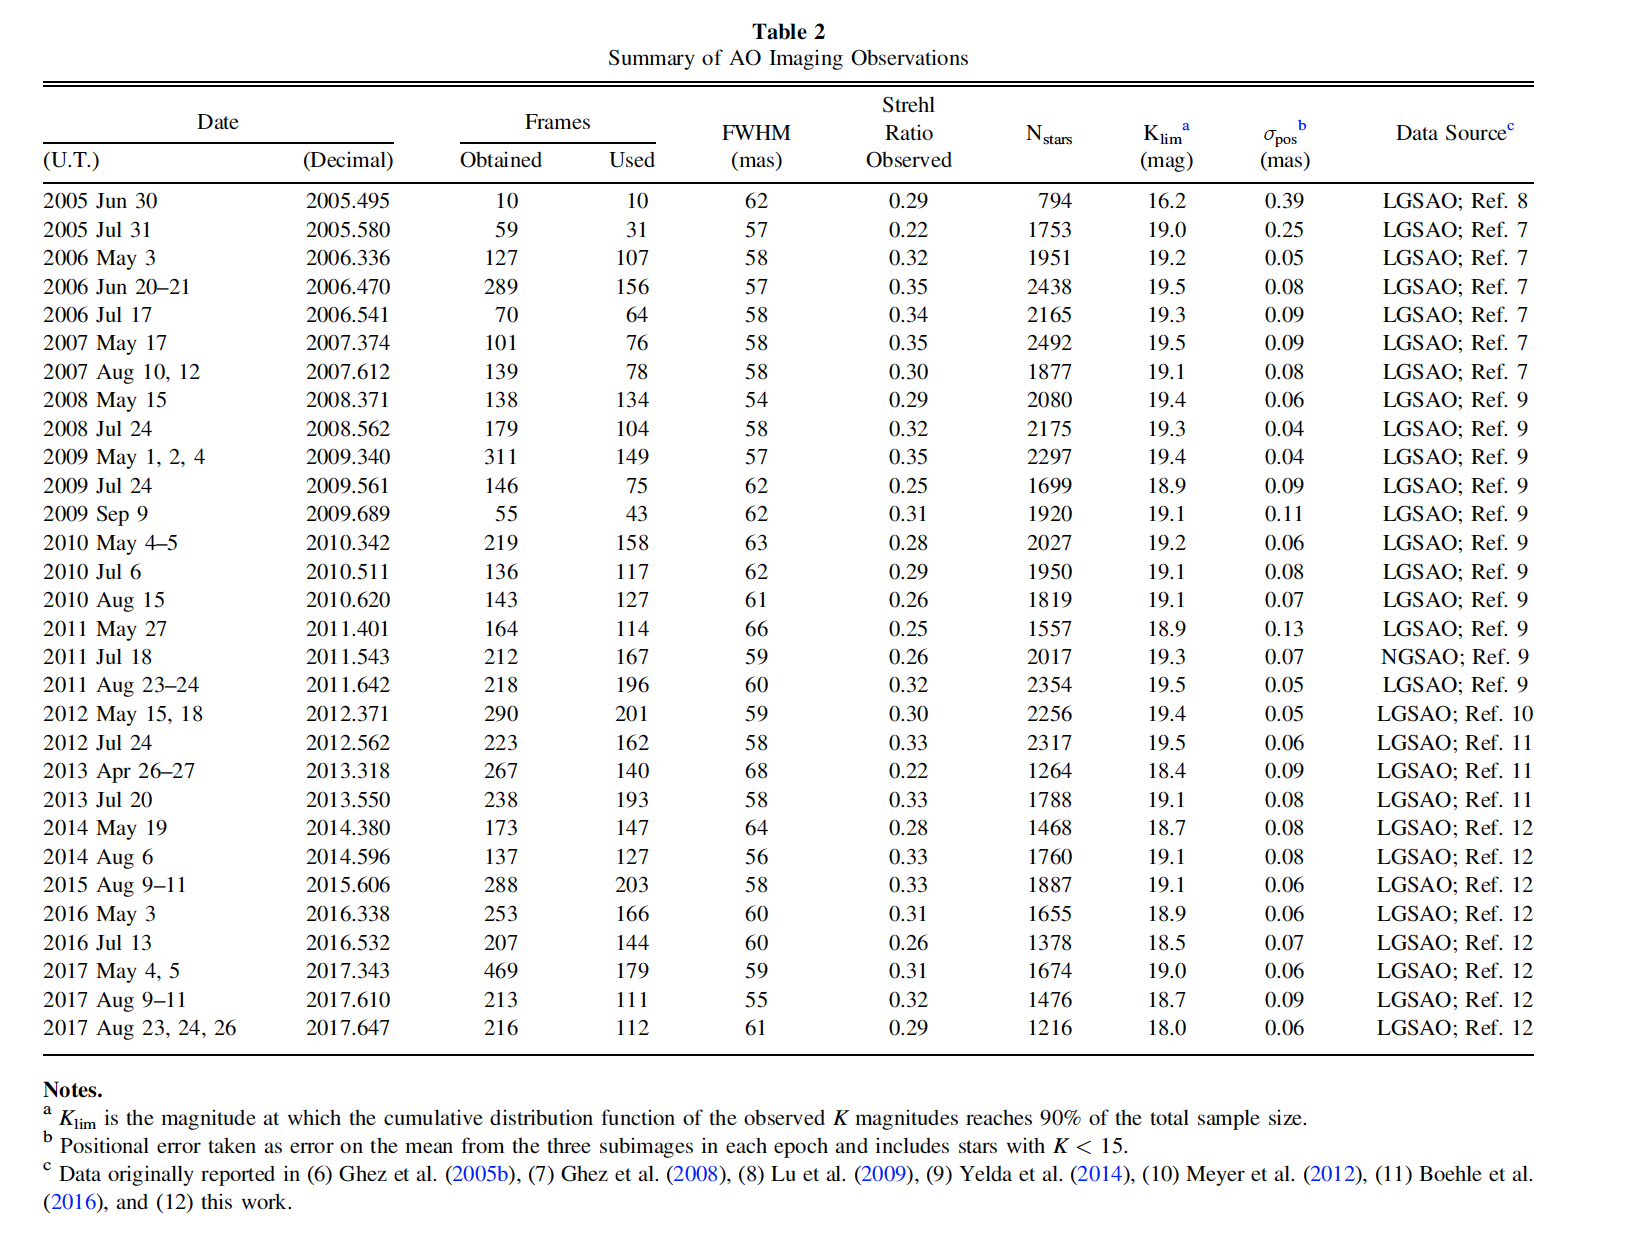 Table 2
Summary of AO Imaging Observations
Date Frames FWHM Strehl Ratio Observed Nstars Klim a σpos b Data Source c
(U.T.) (Decimal) Obtained Used (mas) (mag) (mas)
2005 Jun 30 2005.495 10 10 62 0.29 794 16.2 0.39 LGSAO; Ref. 8
2005 Jul 31 2005.580 59 31 57 0.22 1753 19.0 0.25 LGSAO; Ref. 7
2006 May 3 2006.336 127 107 58 0.32 1951 19.2 0.05 LGSAO; Ref. 7
2006 Jun 20–21 2006.470 289 156 57 0.35 2438 19.5 0.08 LGSAO; Ref. 7
2006 Jul 17 2006.541 70 64 58 0.34 2165 19.3 0.09 LGSAO; Ref. 7
2007 May 17 2007.374 101 76 58 0.35 2492 19.5 0.09 LGSAO; Ref. 7
2007 Aug 10, 12 2007.612 139 78 58 0.30 1877 19.1 0.08 LGSAO; Ref. 7
2008 May 15 2008.371 138 134 54 0.29 2080 19.4 0.06 LGSAO; Ref. 9
2008 Jul 24 2008.562 179 104 58 0.32 2175 19.3 0.04 LGSAO; Ref. 9
2009 May 1, 2, 4 2009.340 311 149 57 0.35 2297 19.4 0.04 LGSAO; Ref. 9
2009 Jul 24 2009.561 146 75 62 0.25 1699 18.9 0.09 LGSAO; Ref. 9
2009 Sep 9 2009.689 55 43 62 0.31 1920 19.1 0.11 LGSAO; Ref. 9
2010 May 4–5 2010.342 219 158 63 0.28 2027 19.2 0.06 LGSAO; Ref. 9
2010 Jul 6 2010.511 136 117 62 0.29 1950 19.1 0.08 LGSAO; Ref. 9
2010 Aug 15 2010.620 143 127 61 0.26 1819 19.1 0.07 LGSAO; Ref. 9
2011 May 27 2011.401 164 114 66 0.25 1557 18.9 0.13 LGSAO; Ref. 9
2011 Jul 18 2011.543 212 167 59 0.26 2017 19.3 0.07 NGSAO; Ref. 9
2011 Aug 23–24 2011.642 218 196 60 0.32 2354 19.5 0.05 LGSAO; Ref. 9
2012 May 15, 18 2012.371 290 201 59 0.30 2256 19.4 0.05 LGSAO; Ref. 10
2012 Jul 24 2012.562 223 162 58 0.33 2317 19.5 0.06 LGSAO; Ref. 11
2013 Apr 26–27 2013.318 267 140 68 0.22 1264 18.4 0.09 LGSAO; Ref. 11
2013 Jul 20 2013.550 238 193 58 0.33 1788 19.1 0.08 LGSAO; Ref. 11
2014 May 19 2014.380 173 147 64 0.28 1468 18.7 0.08 LGSAO; Ref. 12
2014 Aug 6 2014.596 137 127 56 0.33 1760 19.1 0.08 LGSAO; Ref. 12
2015 Aug 9–11 2015.606 288 203 58 0.33 1887 19.1 0.06 LGSAO; Ref. 12
2016 May 3 2016.338 253 166 60 0.31 1655 18.9 0.06 LGSAO; Ref. 12
2016 Jul 13 2016.532 207 144 60 0.26 1378 18.5 0.07 LGSAO; Ref. 12
2017 May 4, 5 2017.343 469 179 59 0.31 1674 19.0 0.06 LGSAO; Ref. 12
2017 Aug 9–11 2017.610 213 111 55 0.32 1476 18.7 0.09 LGSAO; Ref. 12
2017 Aug 23, 24, 26 2017.647 216 112 61 0.29 1216 18.0 0.06 LGSAO; Ref. 12
Notes.
a Klim is the magnitude at which the cumulative distribution function of the observed K magnitudes reaches 90% of the total sample size.
b Positional error taken as error on the mean from the three subimages in each epoch and includes stars with K < 15.
c Data originally reported in (6) Ghez et al. (2005b), (7) Ghez et al. (2008), (8) Lu et al. (2009), (9) Yelda et al. (2014), (10) Meyer et al. (2012), (11) Boehle et al.
(2016), and (12) this work.